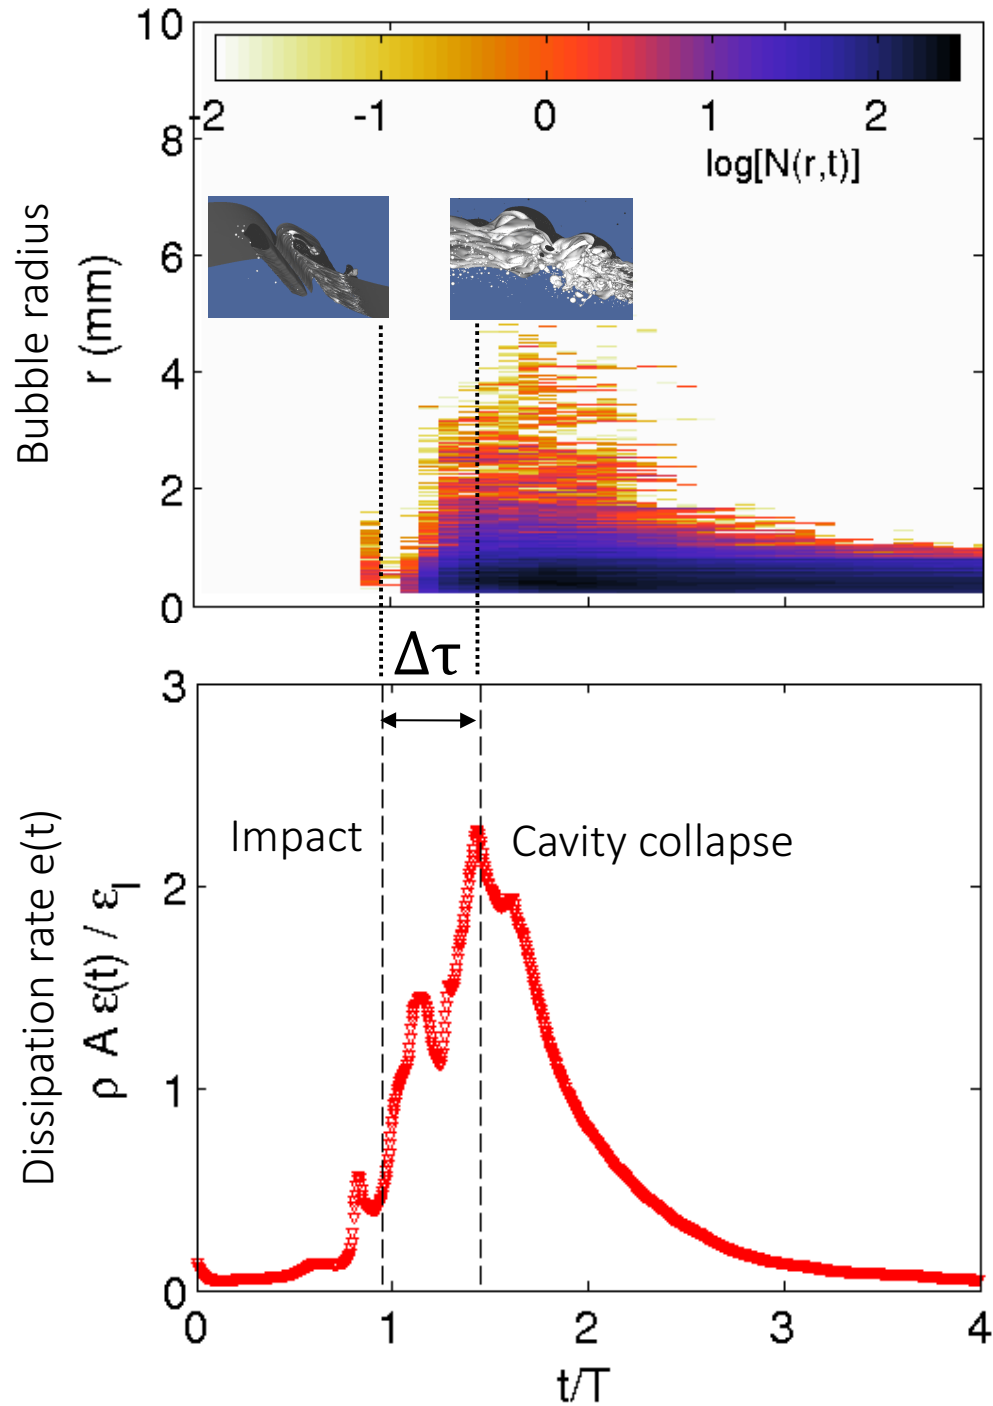 10
8
6
4
2
0
-2 -1 0 1 2
log[N(r,t)]
Bubble radius
r (mm)
Δτ
3
2
1
0
Impact
Cavity collapse
Dissipation rate e(t)
ρ A ε(t) / ε_l
0 1 2 3 4
t/T